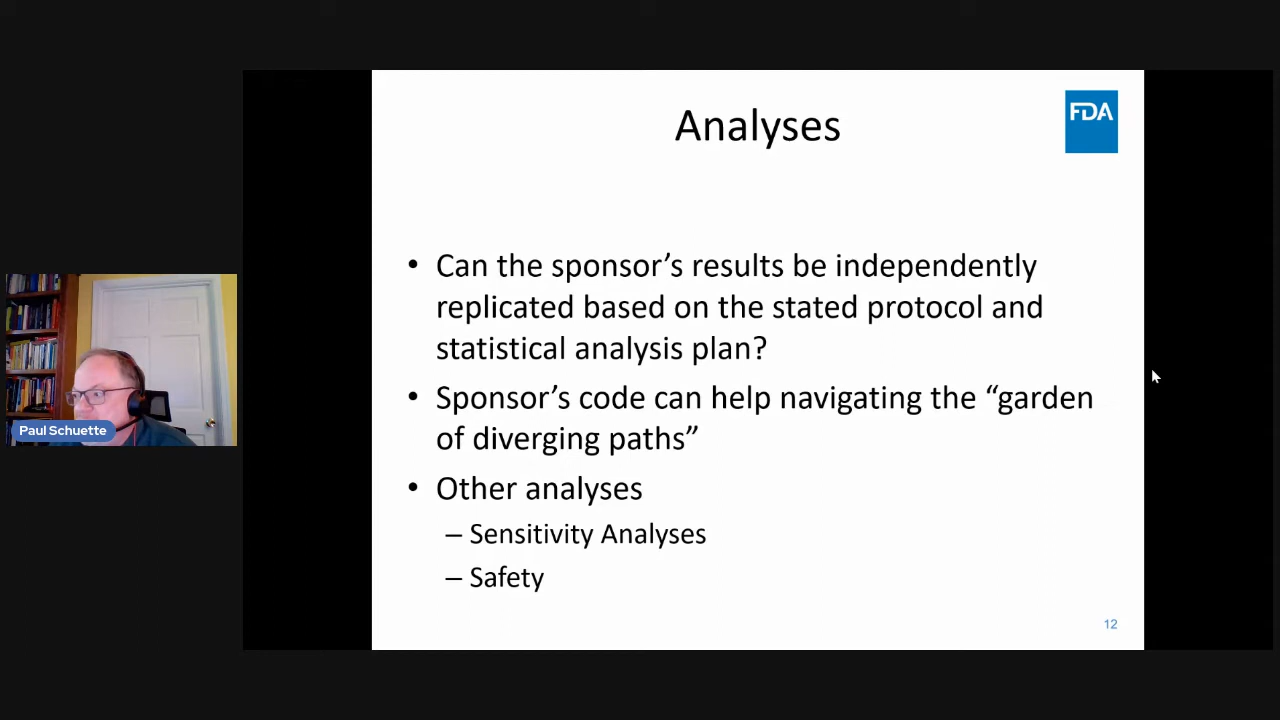 Analyses
FDA
• Can the sponsor’s results be independently
replicated based on the stated protocol and
statistical analysis plan?
• Sponsor’s code can help navigating the “garden
of diverging paths”
• Other analyses
– Sensitivity Analyses
– Safety
12
Paul Schuette